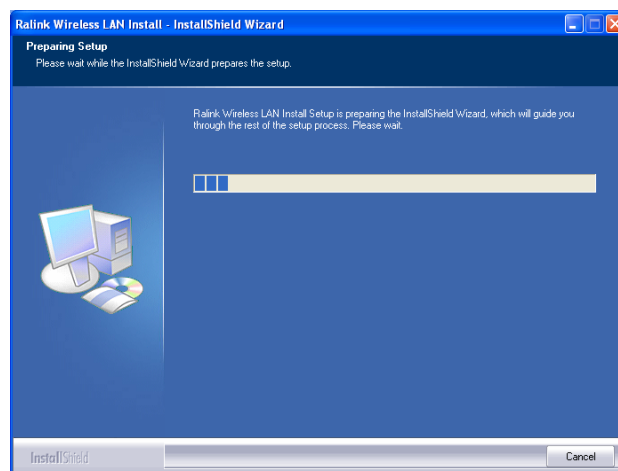 Ralink Wireless LAN Install - InstallShield Wizard
Preparing Setup
Please wait while the InstallShield Wizard prepares the setup.
Ralink Wireless LAN Install Setup is preparing the InstallShield Wizard, which will guide you
through the rest of the setup process. Please wait.
InstallShield
Cancel